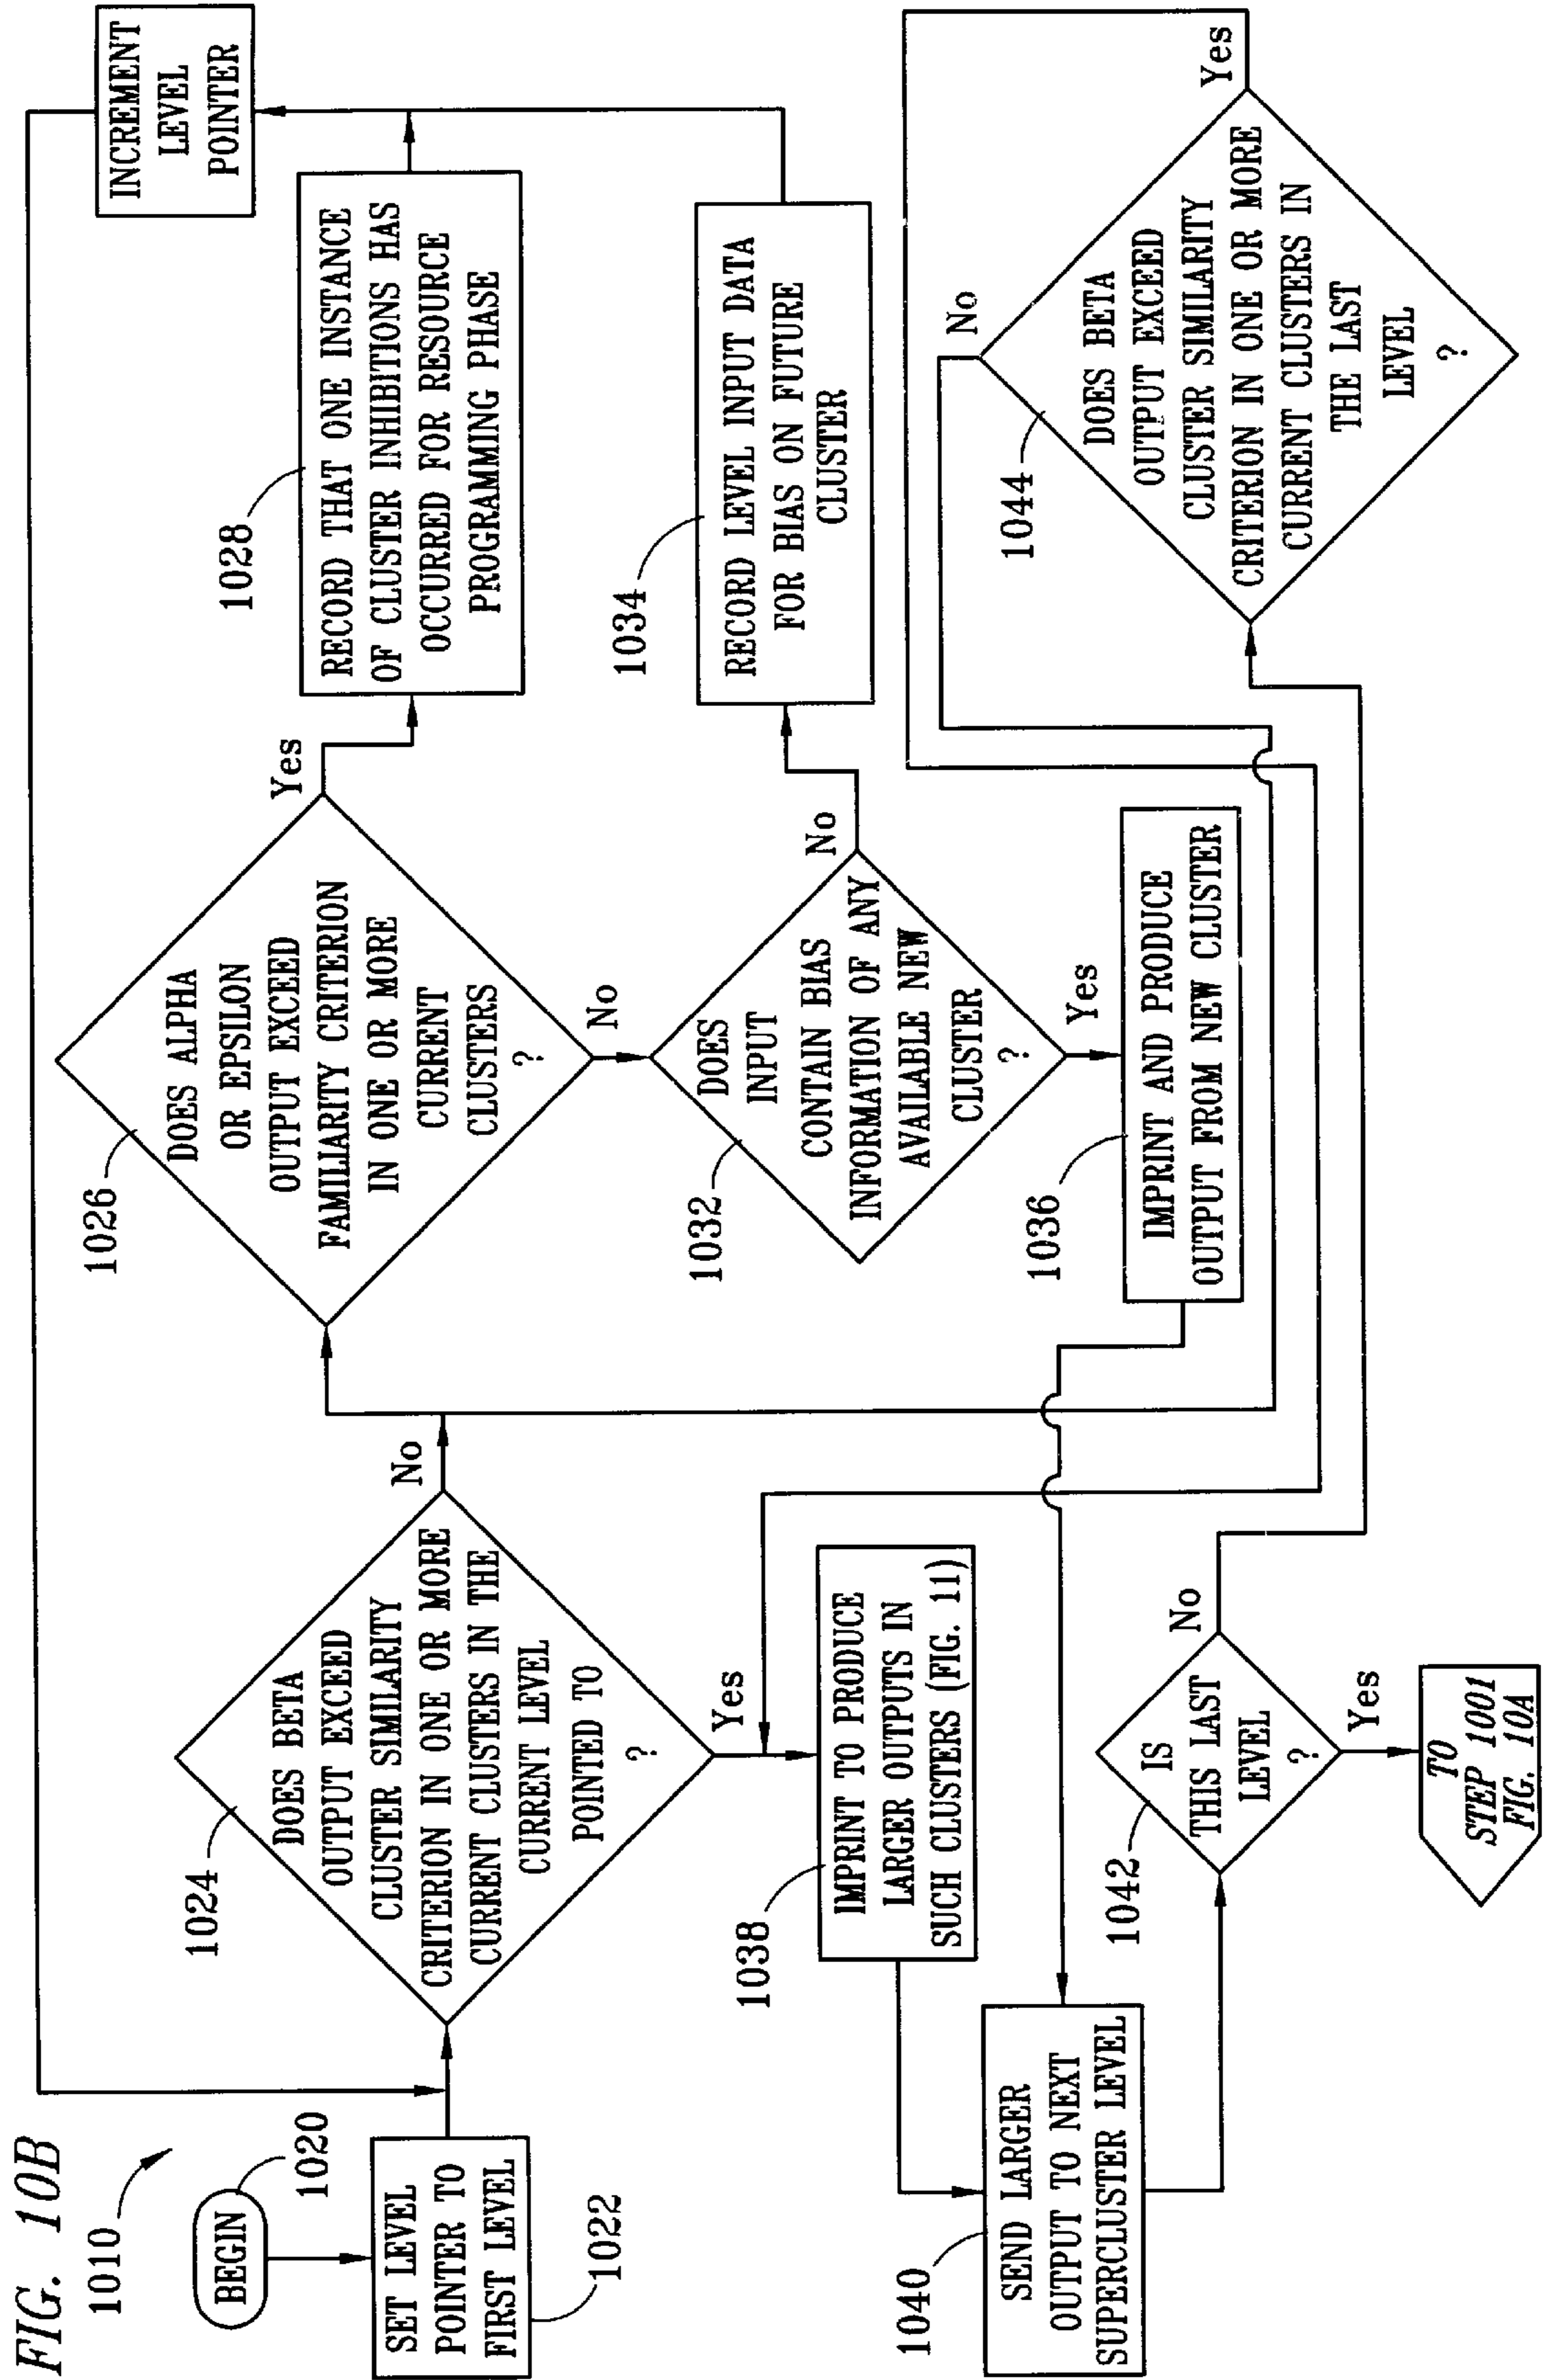 FIG. 10B
1010
BEGIN
1020
SET LEVEL
POINTER TO
FIRST LEVEL
1022
1024
DOES BETA
OUTPUT EXCEED
CLUSTER SIMILARITY
CRITERION IN ONE OR MORE
CURRENT CLUSTERS IN THE
CURRENT LEVEL
POINTED TO
?
No
Yes
1026
DOES ALPHA
OR EPSILON
OUTPUT EXCEED
FAMILIARITY CRITERION
IN ONE OR MORE
CURRENT
CLUSTERS
?
Yes
No
1028
RECORD THAT ONE INSTANCE
OF CLUSTER INHIBITIONS HAS
OCCURRED FOR RESOURCE
PROGRAMMING PHASE
INCREMENT
LEVEL
POINTER
1032
DOES
INPUT
CONTAIN BIAS
INFORMATION OF ANY
AVAILABLE NEW
CLUSTER
?
No
Yes
1034
RECORD LEVEL INPUT DATA
FOR BIAS ON FUTURE
CLUSTER
1036
IMPRINT AND PRODUCE
OUTPUT FROM NEW CLUSTER
1038
IMPRINT TO PRODUCE
LARGER OUTPUTS IN
SUCH CLUSTERS (FIG. 11)
1040
SEND LARGER
OUTPUT TO NEXT
SUPERCLUSTER LEVEL
1042
IS
THIS LAST
LEVEL
?
No
Yes
TO
STEP 1001
FIG. 10A
1044
DOES BETA
OUTPUT EXCEED
CLUSTER SIMILARITY
CRITERION IN ONE OR MORE
CURRENT CLUSTERS IN
THE LAST
LEVEL
?
No
Yes